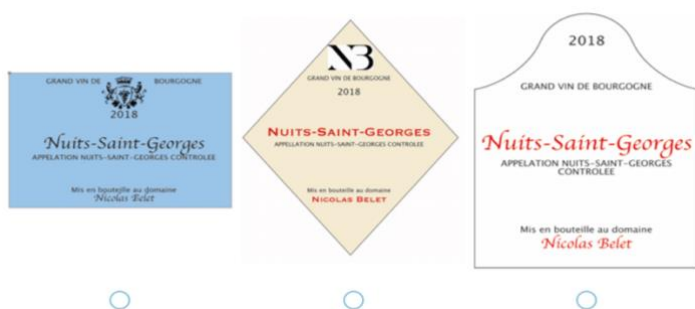 GRAND VIN DE BOURGOGNE
2018
Nuits-Saint-Georges
APPELATION NUITS-SAINT-GEORGES CONTROLEE
Mis en bouteille au domaine
Nicolas Belet
NB
GRAND VIN DE BOURGOGNE
2018
NUITS-SAINT-GEORGES
APPELLATION NUITS-SAINT-GEORGES CONTROLEE
Mis en bouteille au domaine
NICOLAS BELET
2018
GRAND VIN DE BOURGOGNE
Nuits-Saint-Georges
APPELATION NUITS-SAINT-GEORGES
CONTROLEE
Mis en bouteille au domaine
Nicolas Belet